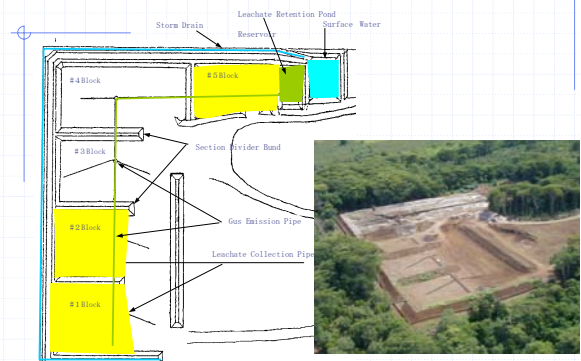 Leachate Retention Pond
Storm Drain
Surface Water
Reservoir
#5Block
#4Block
Section Divider Bund
#3Block
Gus Emission Pipe
#2Block
Leachate Collection Pipe
#1Block